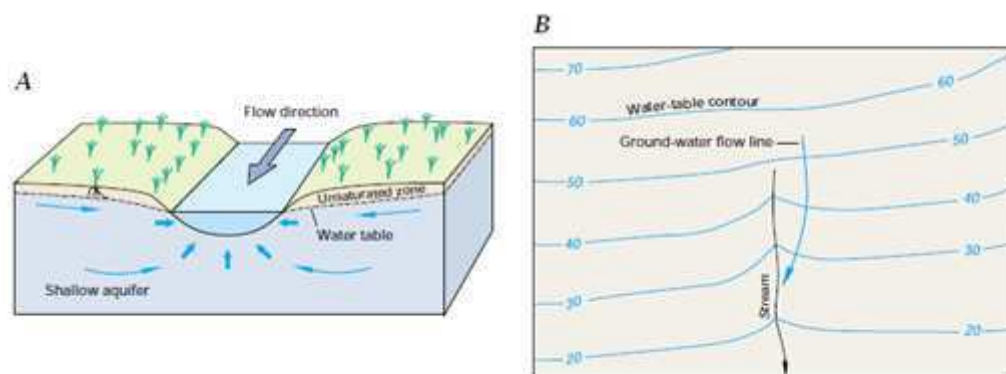 A
Flow direction
Unsaturated zone
Water table
Shallow aquifer
B
70
60
Water-table contour
60
Ground-water flow line
50
50
40
40
30
30
Stream
20
20